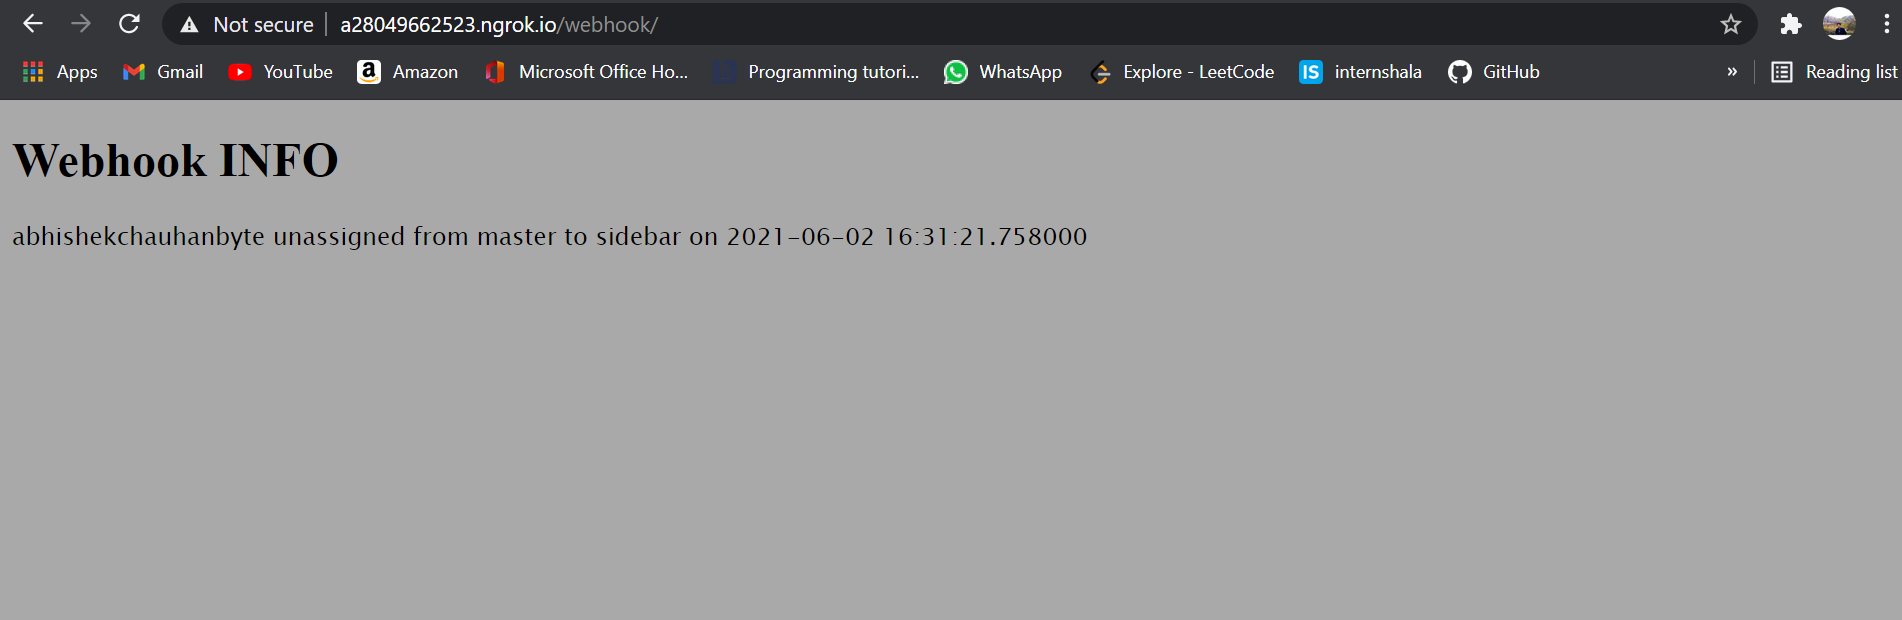 Not secure a28049662523.ngrok.io/webhook/
Apps Gmail YouTube a Amazon Microsoft Office Ho... Programming tutori... WhatsApp Explore - LeetCode IS internshala GitHub » Reading list
Webhook INFO
abhishekchauhanbyte unassigned from master to sidebar on 2021-06-02 16:31:21.758000